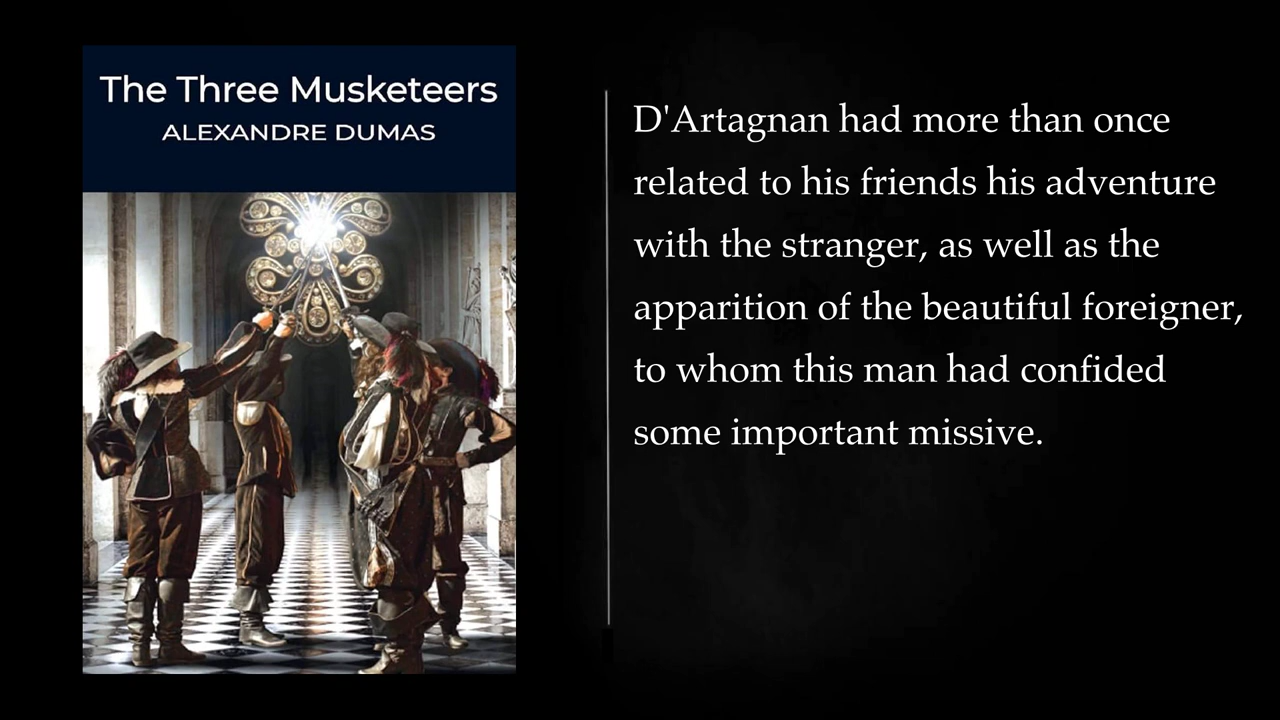 The Three Musketeers
ALEXANDRE DUMAS
D'Artagnan had more than once
related to his friends his adventure
with the stranger, as well as the
apparition of the beautiful foreigner,
to whom this man had confided
some important missive.